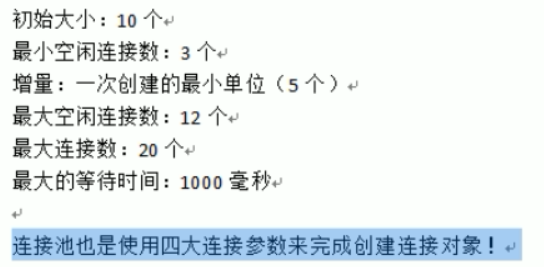 初始大小：10 个
最小空闲连接数：3 个
增量：一次创建的最小单位（5 个）
最大空闲连接数：12 个
最大连接数：20 个
最大的等待时间：1000 毫秒
连接池也是使用四大连接参数来完成创建连接对象！